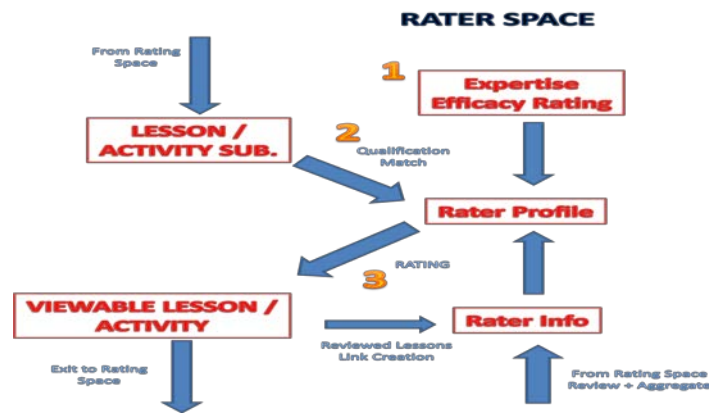 RATER SPACE
From Rating
Space
1
Expertise
Efficacy Rating
LESSON /
ACTIVITY SUB.
2
Qualification
Match
Rater Profile
3
RATING
VIEWABLE LESSON /
ACTIVITY
Rater Info
Reviewed Lessons
Link Creation
Exit to Rating
Space
From Rating Space
Review + Aggregate